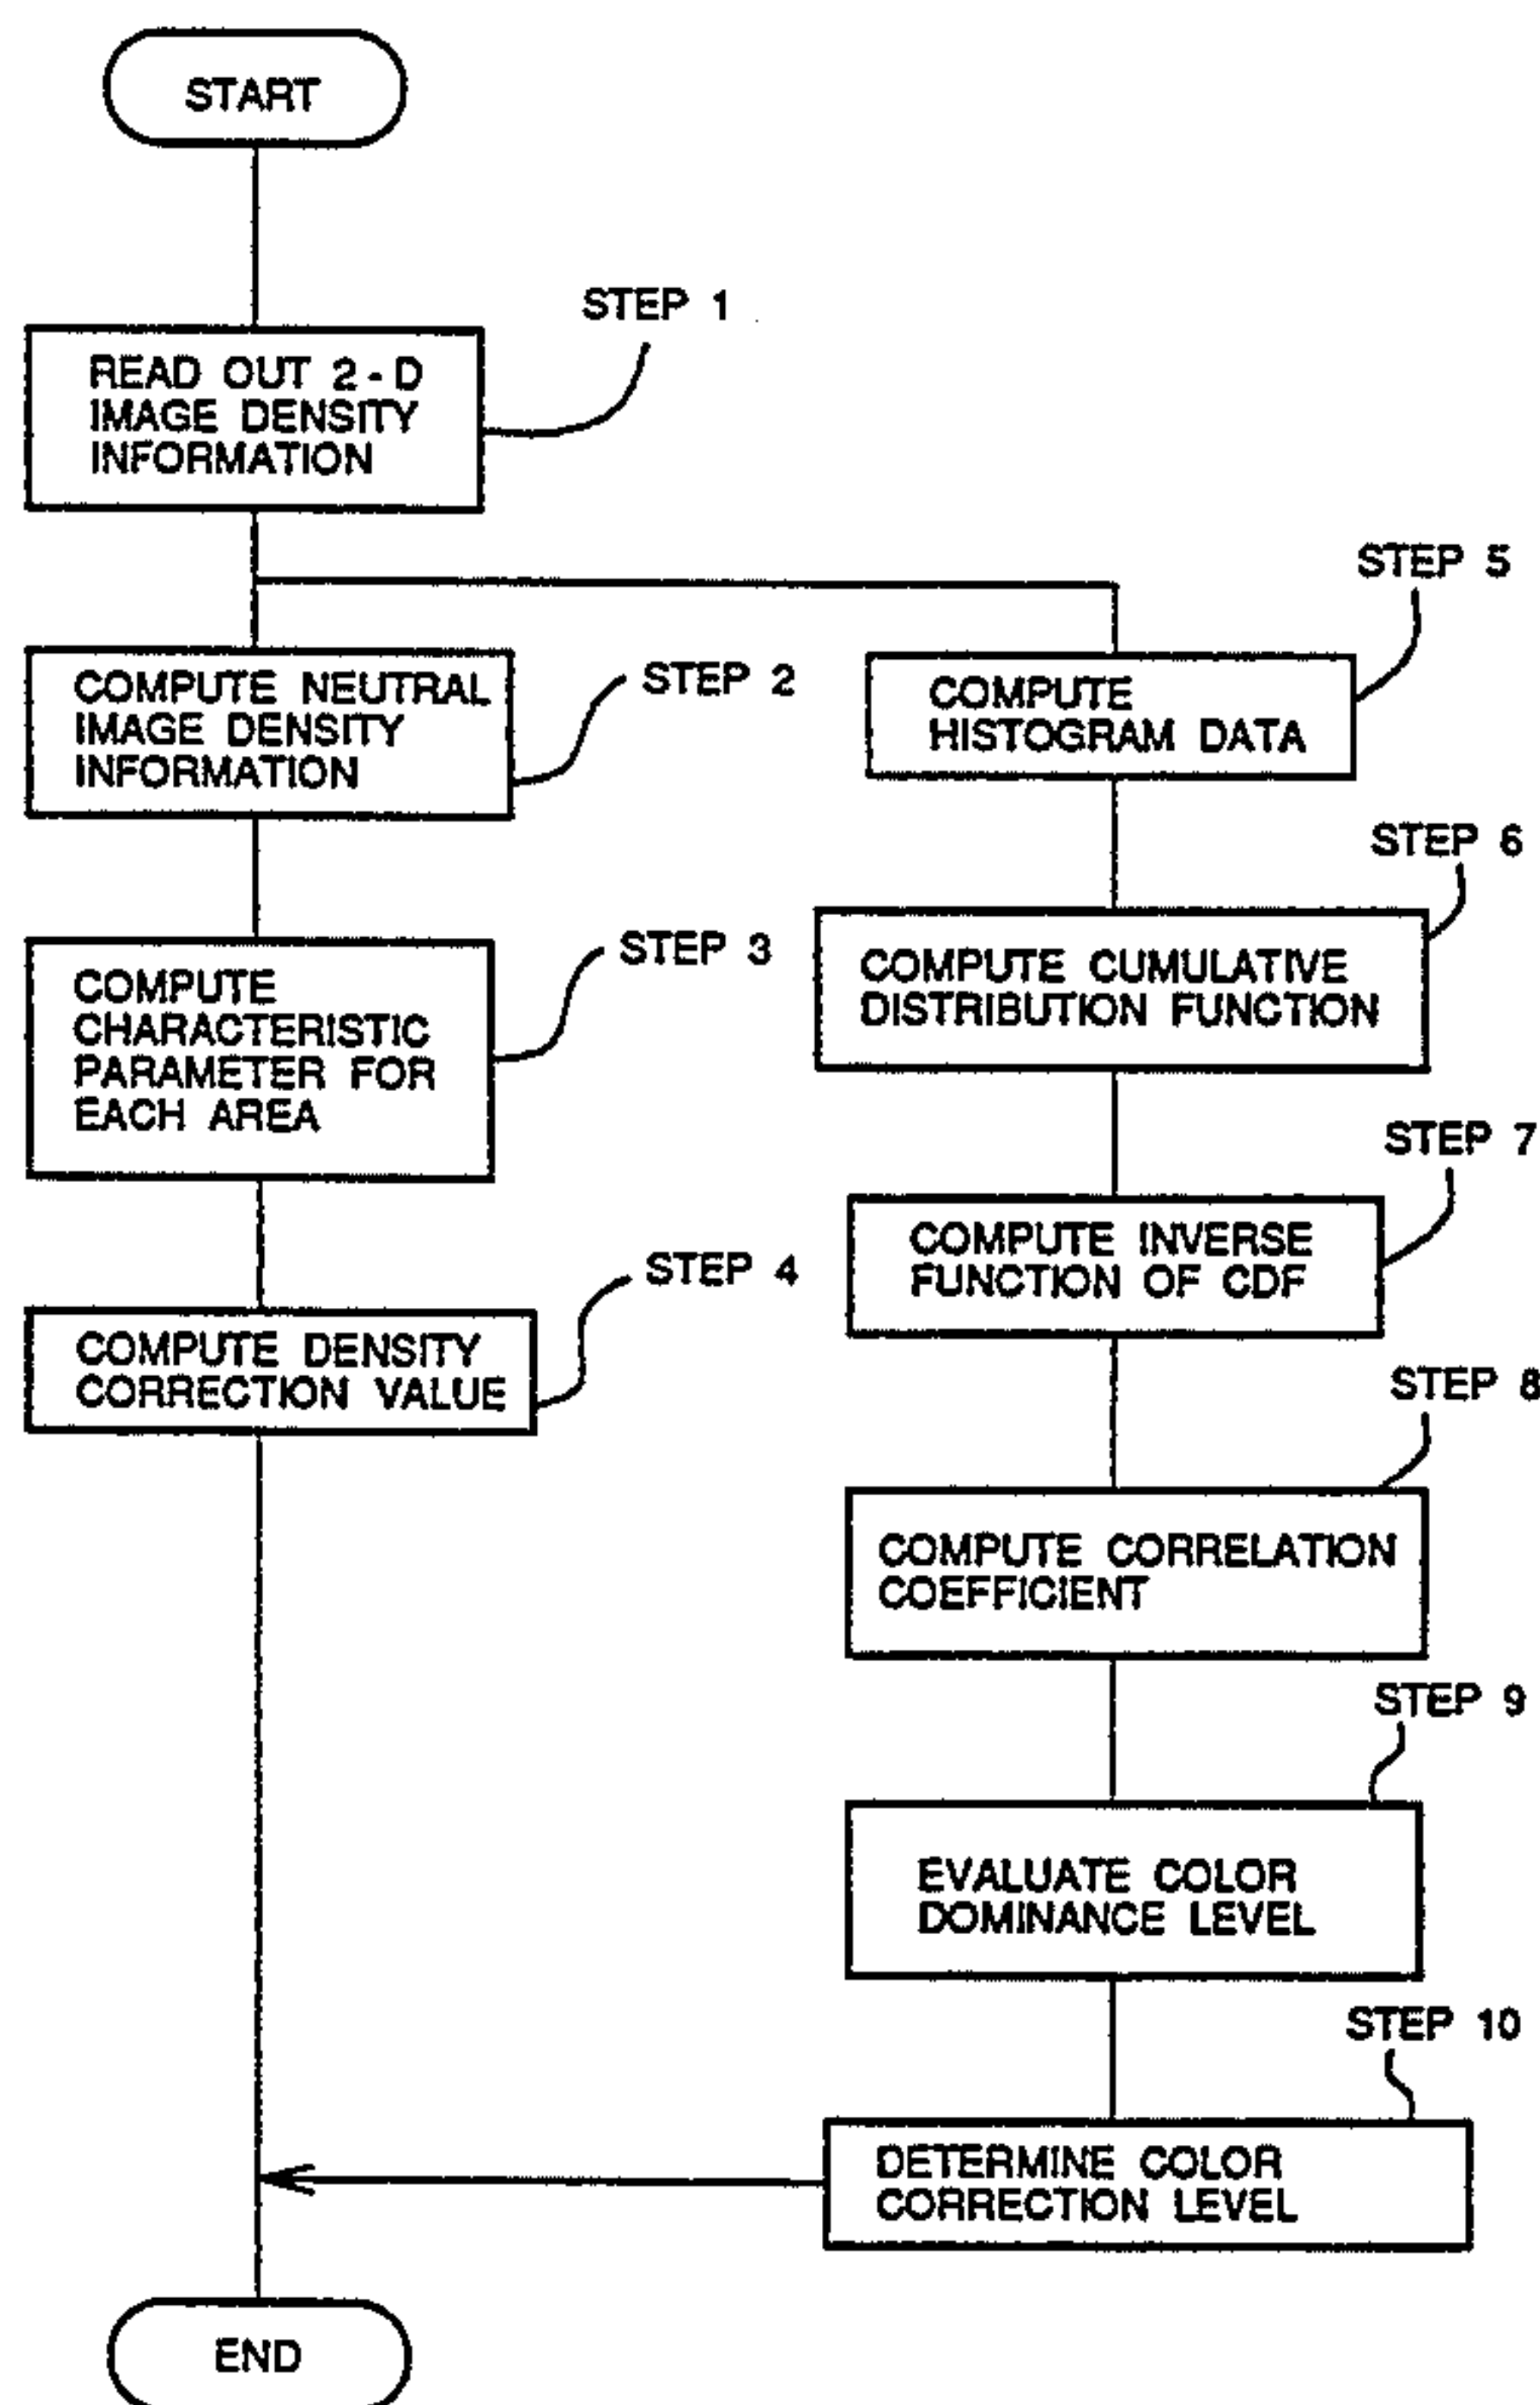 START
STEP 1
READ OUT 2-D
IMAGE DENSITY
INFORMATION
STEP 2
COMPUTE NEUTRAL
IMAGE DENSITY
INFORMATION
STEP 3
COMPUTE
CHARACTERISTIC
PARAMETER FOR
EACH AREA
STEP 4
COMPUTE DENSITY
CORRECTION VALUE
STEP 5
COMPUTE
HISTOGRAM DATA
STEP 6
COMPUTE CUMULATIVE
DISTRIBUTION FUNCTION
STEP 7
COMPUTE INVERSE
FUNCTION OF CDF
STEP 8
COMPUTE CORRELATION
COEFFICIENT
STEP 9
EVALUATE COLOR
DOMINANCE LEVEL
STEP 10
DETERMINE COLOR
CORRECTION LEVEL
END